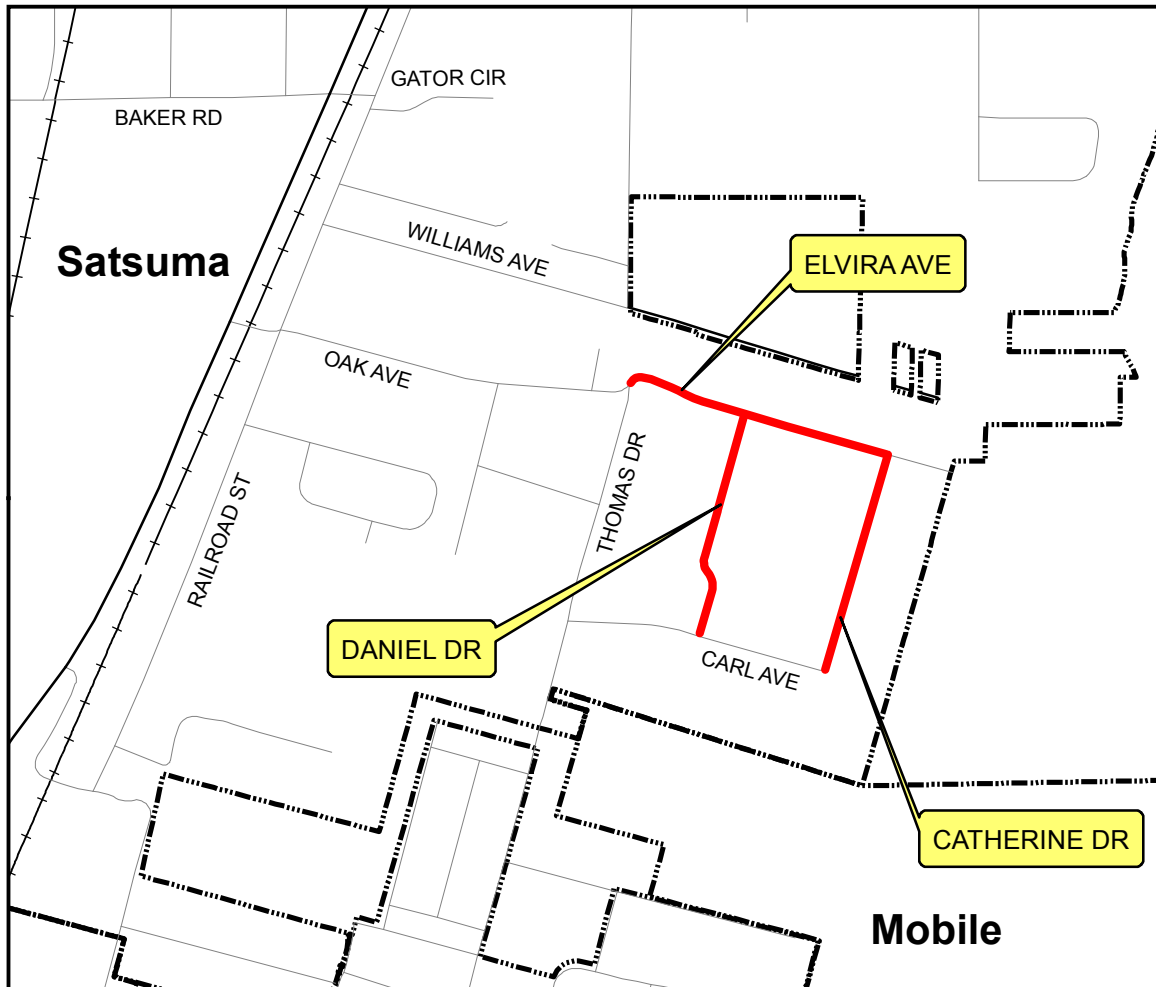 GATOR CIR
BAKER RD
Satsuma
WILLIAMS AVE
ELVIRA AVE
OAK AVE
THOMAS DR
RAILROAD ST
DANIEL DR
CARL AVE
CATHERINE DR
Mobile